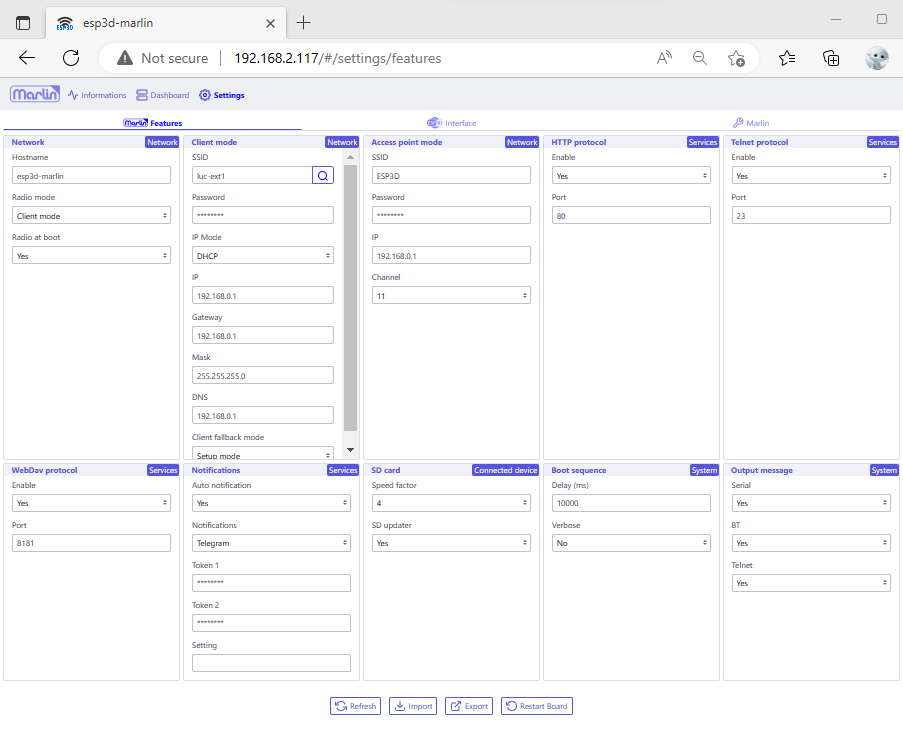 esp3d-marlin
Not secure
192.168.2.117/#/settings/features
Marlin
Informations
Dashboard
Settings
Marlin Features
ESP3D Interface
Marlin
Network Network
Hostname
esp3d-marlin
Radio mode
Client mode
Radio at boot
Yes
Client mode Network
SSID
luc-ext1
Password
********
IP Mode
DHCP
IP
192.168.0.1
Gateway
192.168.0.1
Mask
255.255.255.0
DNS
192.168.0.1
Client fallback mode
Setup mode
Access point mode Network
SSID
ESP3D
Password
********
IP
192.168.0.1
Channel
11
HTTP protocol Services
Enable
Yes
Port
80
Telnet protocol Services
Enable
Yes
Port
23
WebDav protocol Services
Enable
Yes
Port
8181
Notifications Services
Auto notification
Yes
Notifications
Telegram
Token 1
********
Token 2
********
Setting
SD card Connected device
Speed factor
4
SD updater
Yes
Boot sequence System
Delay (ms)
10000
Verbose
No
Output message System
Serial
Yes
BT
Yes
Telnet
Yes
Refresh
Import
Export
Restart Board